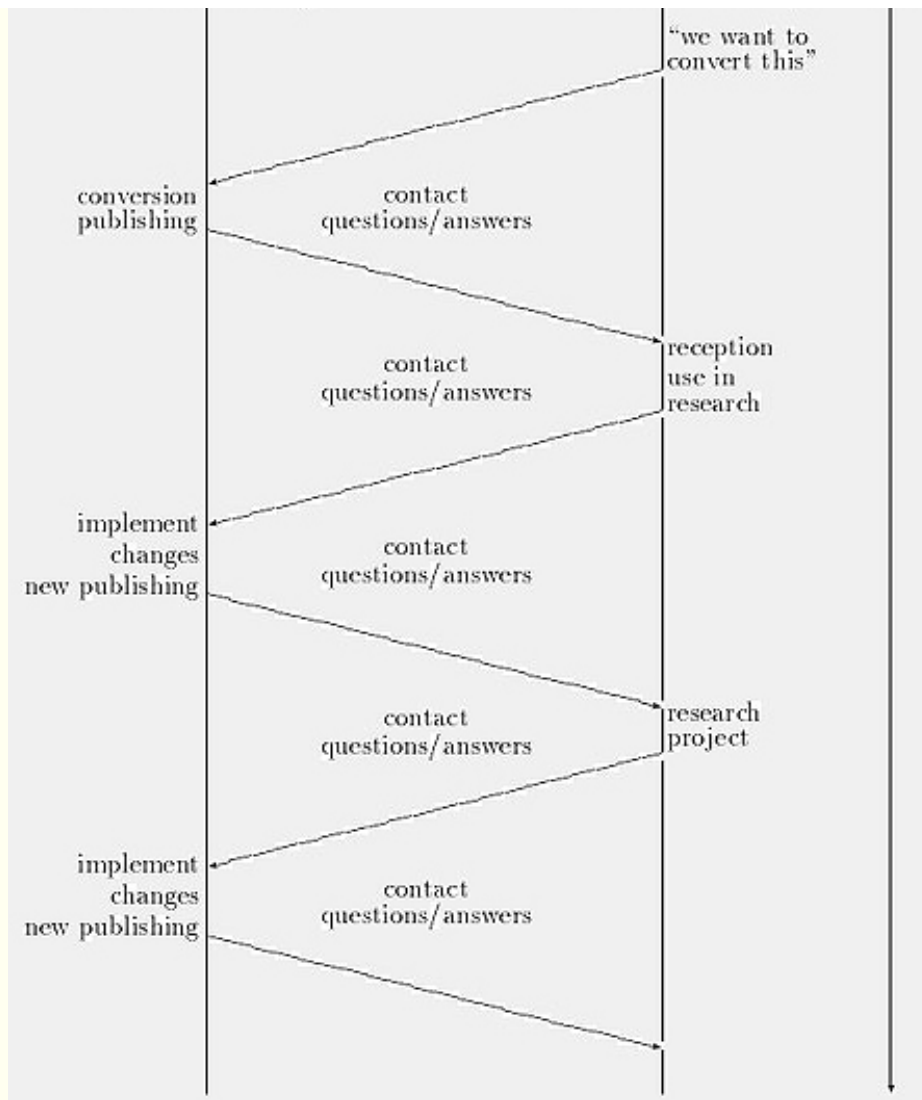 “we want to
convert this”
conversion
publishing
contact
questions/answers
reception
use in
research
contact
questions/answers
implement
changes
new publishing
contact
questions/answers
research
project
contact
questions/answers
implement
changes
new publishing
contact
questions/answers